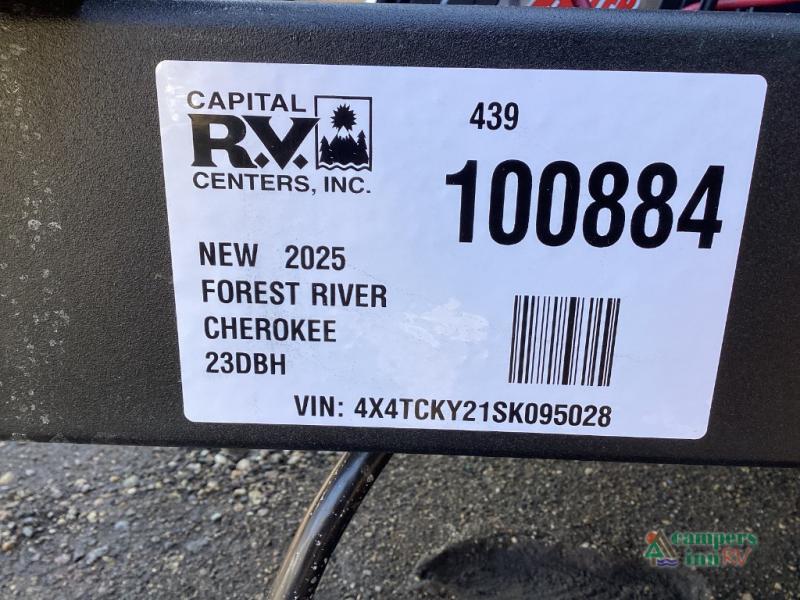 CAPITAL
R.V.
CENTERS, INC.
439
100884
NEW 2025
FOREST RIVER
CHEROKEE
23DBH
VIN: 4X4TCKY21SK095028
campers
inn RV